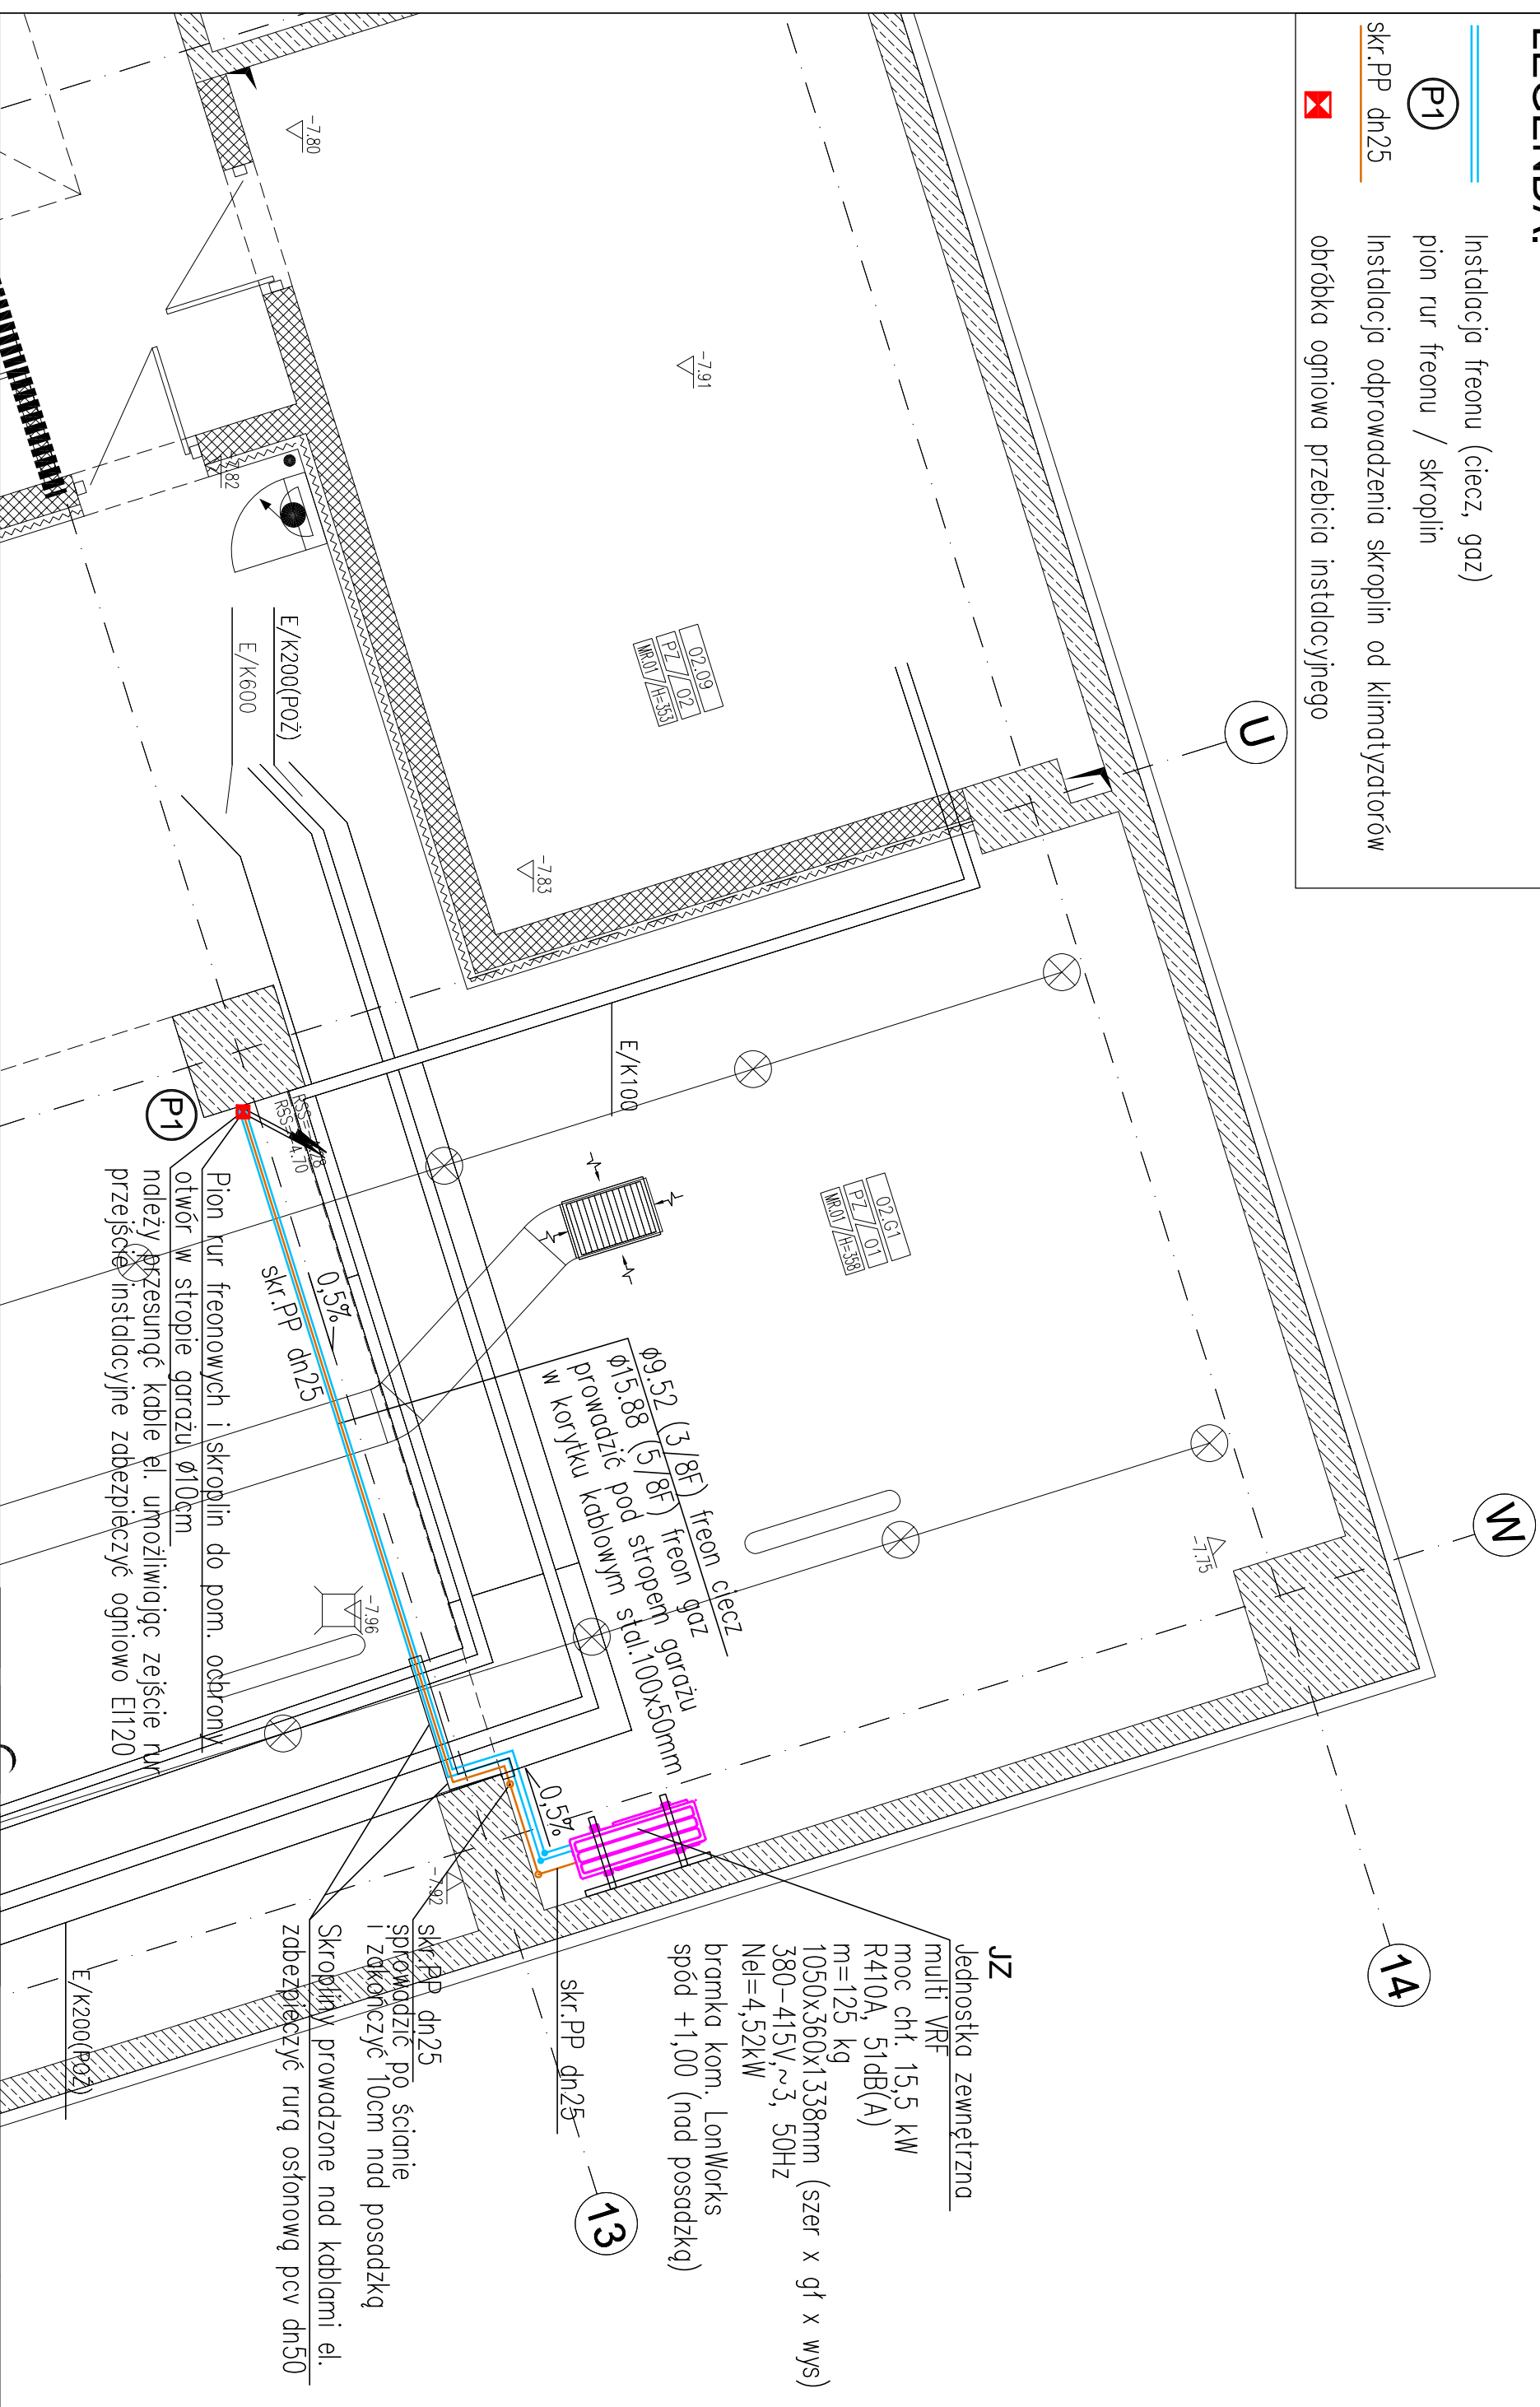 LEGENDA:
Instalacja freonu (ciecz, gaz)
P1
pion rur freonu / skroplin
skr.PP dn25
Instalacja odprowadzenia skroplin od klimatyzatorów
obróbka ogniowa przebicia instalacyjnego
U
W
14
13
-7.80
-7.91
-7.83
-7.75
-7.96
-7.92
02.09
PZ // 02
MR.01 / H=353
E/K200(POŻ)
E/K600
E/K100
02.G1
PZ // 01
MR.01 / H=358
P1
0,5%
skr.PP dn25
Pion rur freonowych i skroplin do pom. ochrony
otwór w stropie garażu ø10cm
należy przesunąć kable el. umożliwiając zejście rur
przejście instalacyjne zabezpieczyć ogniowo EI120
ø9.52 (3/8F) freon ciecz
ø15.88 (5/8F) freon gaz
prowadzić pod stropem garażu
w korytku kablowym stal.100x50mm
0,5%
JZ
Jednostka zewnętrzna
multi VRF
moc chł. 15,5 kW
R410A, 51dB(A)
m=125 kg
1050x360x1338mm (szer x gł x wys)
380-415V,~3, 50Hz
Nel=4,52kW
bramka kom. LonWorks
spód +1,00 (nad posadzką)
skr.PP dn25
skr.PP dn25
sprowadzić po ścianie
i zakończyć 10cm nad posadzką
Skropliny prowadzone nad kablami el.
zabezpieczyć rurą osłonową pcv dn50
E/K200(POŻ)